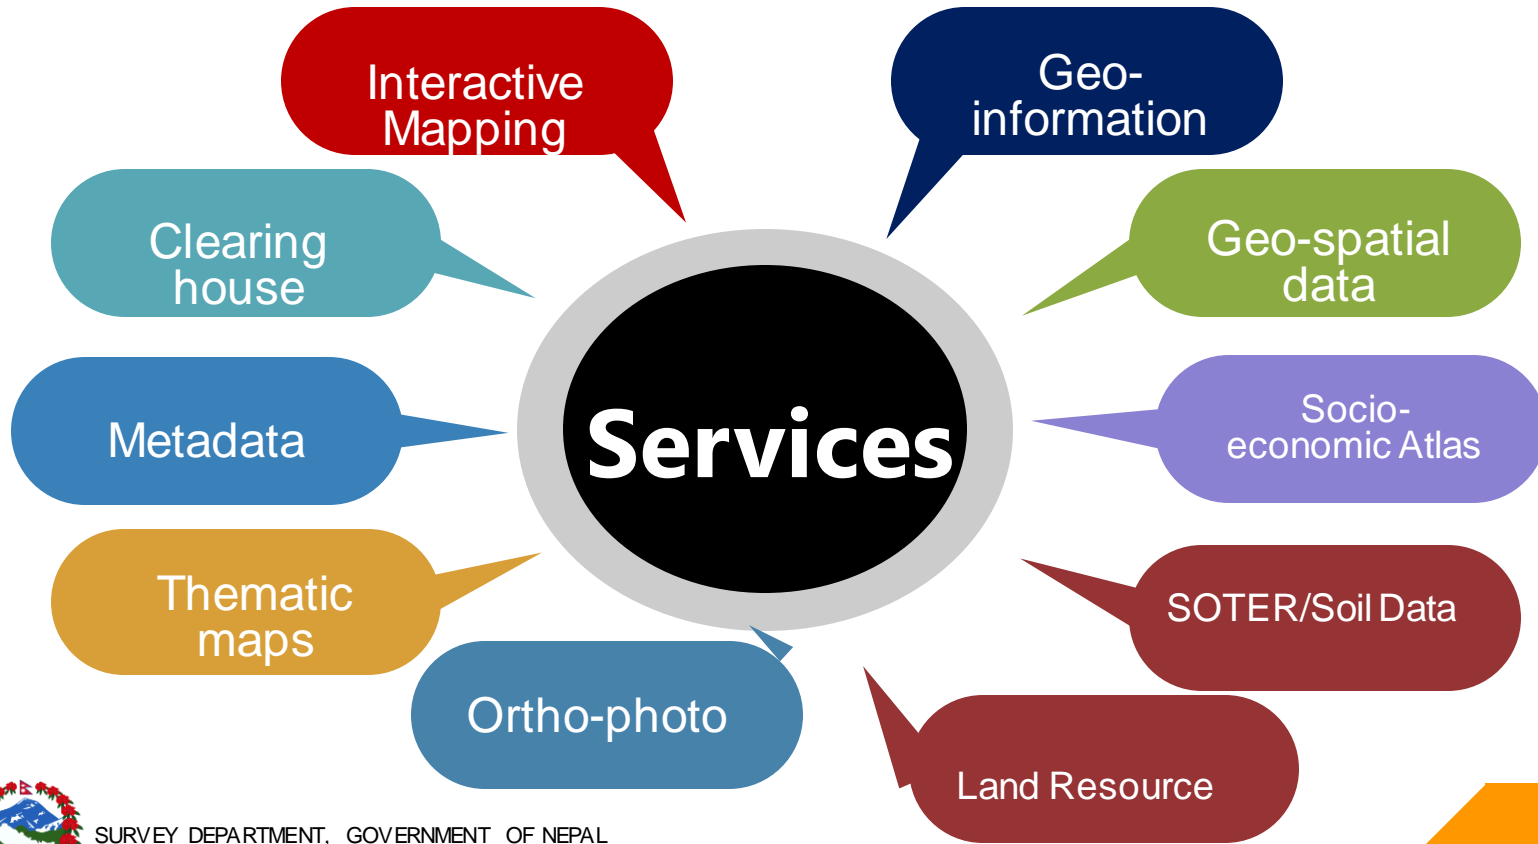 Interactive
Mapping
Geo-
information
Clearing
house
Geo-spatial
data
Metadata
Services
Socio-
economic Atlas
Thematic
maps
SOTER/Soil Data
Ortho-photo
Land Resource
SURVEY DEPARTMENT, GOVERNMENT OF NEPAL